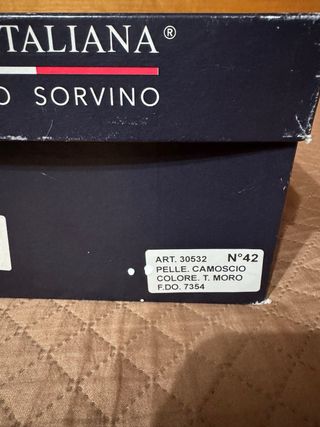 ITALIANA®
O SORVINO
ART. 30532 N°42
PELLE. CAMOSCIO
COLORE. T. MORO
F.DO. 7354